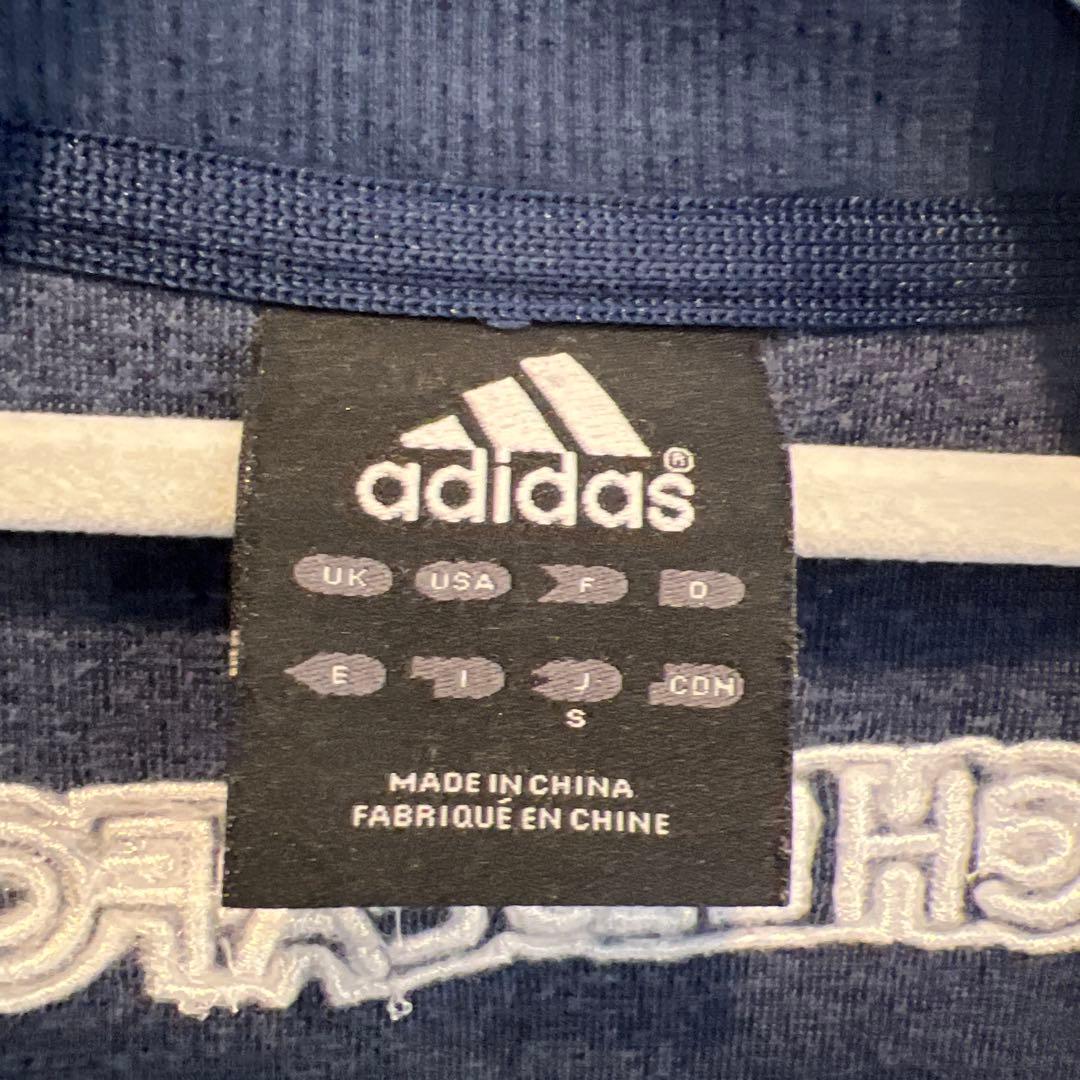 adidas®
UK USA F D
E I J CDN
S
MADE IN CHINA
FABRIQUÉ EN CHINE